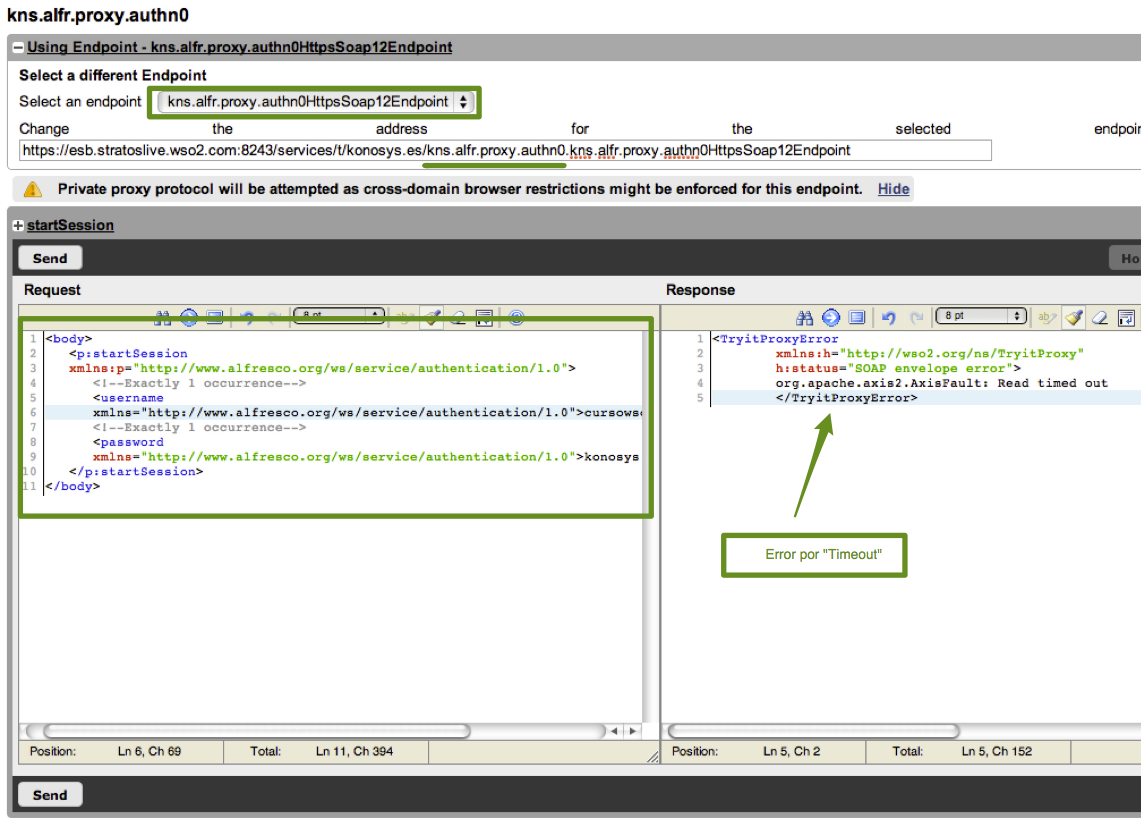 kns.alfr.proxy.authn0
Using Endpoint - kns.alfr.proxy.authn0HttpsSoap12Endpoint
Select a different Endpoint
Select an endpoint kns.alfr.proxy.authn0HttpsSoap12Endpoint
Change the address for the selected endpoin
https://esb.stratoslive.wso2.com:8243/services/t/konosys.es/kns.alfr.proxy.authn0.kns.alfr.proxy.authn0HttpsSoap12Endpoint
Private proxy protocol will be attempted as cross-domain browser restrictions might be enforced for this endpoint. Hide
startSession
Send
Ho
Request
8 pt
1 <body>
2 <p:startSession
3 xmlns:p="http://www.alfresco.org/ws/service/authentication/1.0">
4 <!--Exactly 1 occurrence-->
5 <username
6 xmlns="http://www.alfresco.org/ws/service/authentication/1.0">cursows
7 <!--Exactly 1 occurrence-->
8 <password
9 xmlns="http://www.alfresco.org/ws/service/authentication/1.0">konosys
10 </p:startSession>
11 </body>
Position: Ln 6, Ch 69 Total: Ln 11, Ch 394
Response
8 pt
1 <TryitProxyError
2 xmlns:h="http://wso2.org/ns/TryitProxy"
3 h:status="SOAP envelope error">
4 org.apache.axis2.AxisFault: Read timed out
5 </TryitProxyError>
Error por "Timeout"
Position: Ln 5, Ch 2 Total: Ln 5, Ch 152
Send